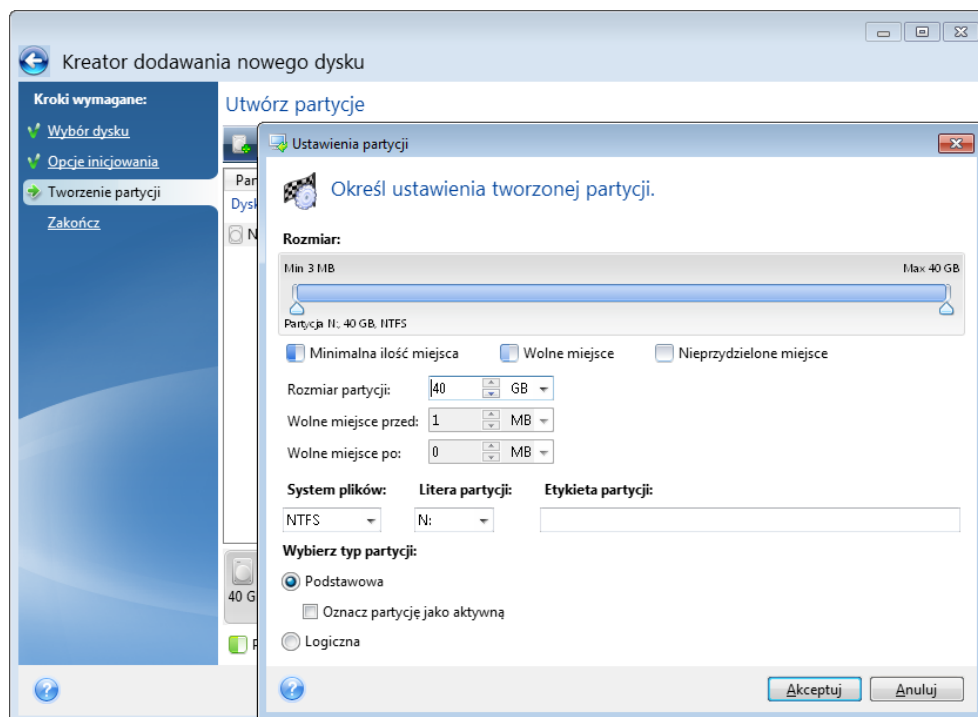 Kreator dodawania nowego dysku
Kroki wymagane:
Wybór dysku
Opcje inicjowania
Tworzenie partycji
Zakończ
Utwórz partycje
Ustawienia partycji
Określ ustawienia tworzonej partycji.
Rozmiar:
Min 3 MB Max 40 GB
Partycja N:, 40 GB, NTFS
Minimalna ilość miejsca Wolne miejsce Nieprzydzielone miejsce
Rozmiar partycji: 40 GB
Wolne miejsce przed: 1 MB
Wolne miejsce po: 0 MB
System plików: Litera partycji: Etykieta partycji:
NTFS N:
Wybierz typ partycji:
Podstawowa
Oznacz partycję jako aktywną
Logiczna
40 G
Akceptuj Anuluj